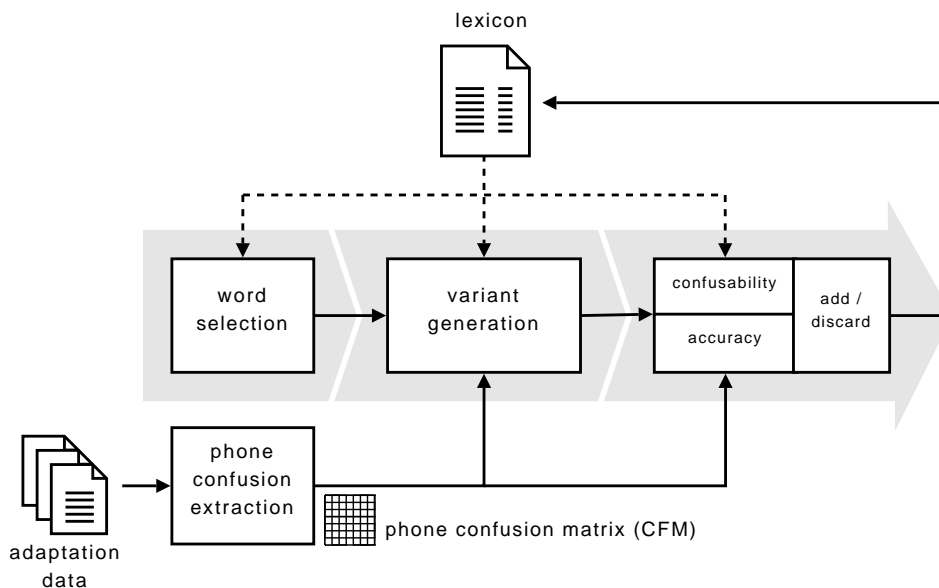 lexicon
word
selection
variant
generation
confusability
accuracy
add /
discard
phone
confusion
extraction
phone confusion matrix (CFM)
adaptation
data